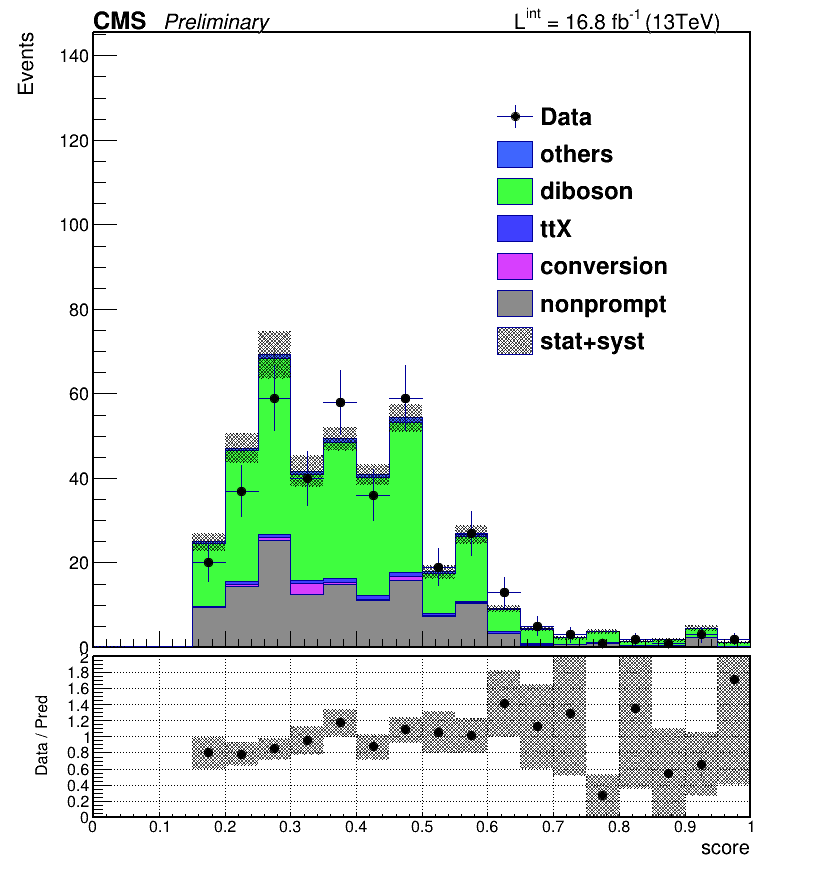 CMS Preliminary L^int = 16.8 fb^-1 (13TeV)
Events
140
120
100
80
60
40
20
0
Data
others
diboson
ttX
conversion
nonprompt
stat+syst
Data / Pred
2
1.8
1.6
1.4
1.2
1
0.8
0.6
0.4
0.2
0
0 0.1 0.2 0.3 0.4 0.5 0.6 0.7 0.8 0.9 1
score